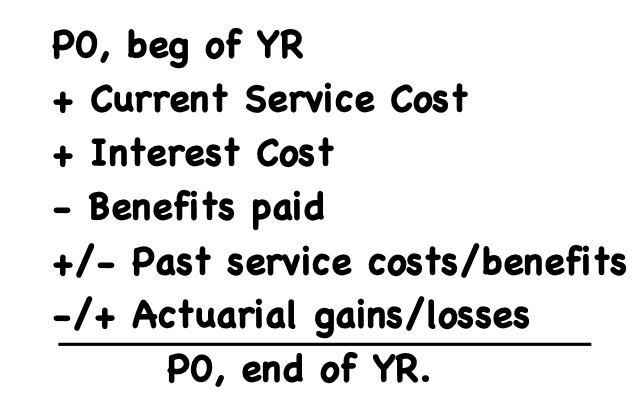 PO, beg of YR
+ Current Service Cost
+ Interest Cost
- Benefits paid
+/- Past service costs/benefits
-/+ Actuarial gains/losses
PO, end of YR.